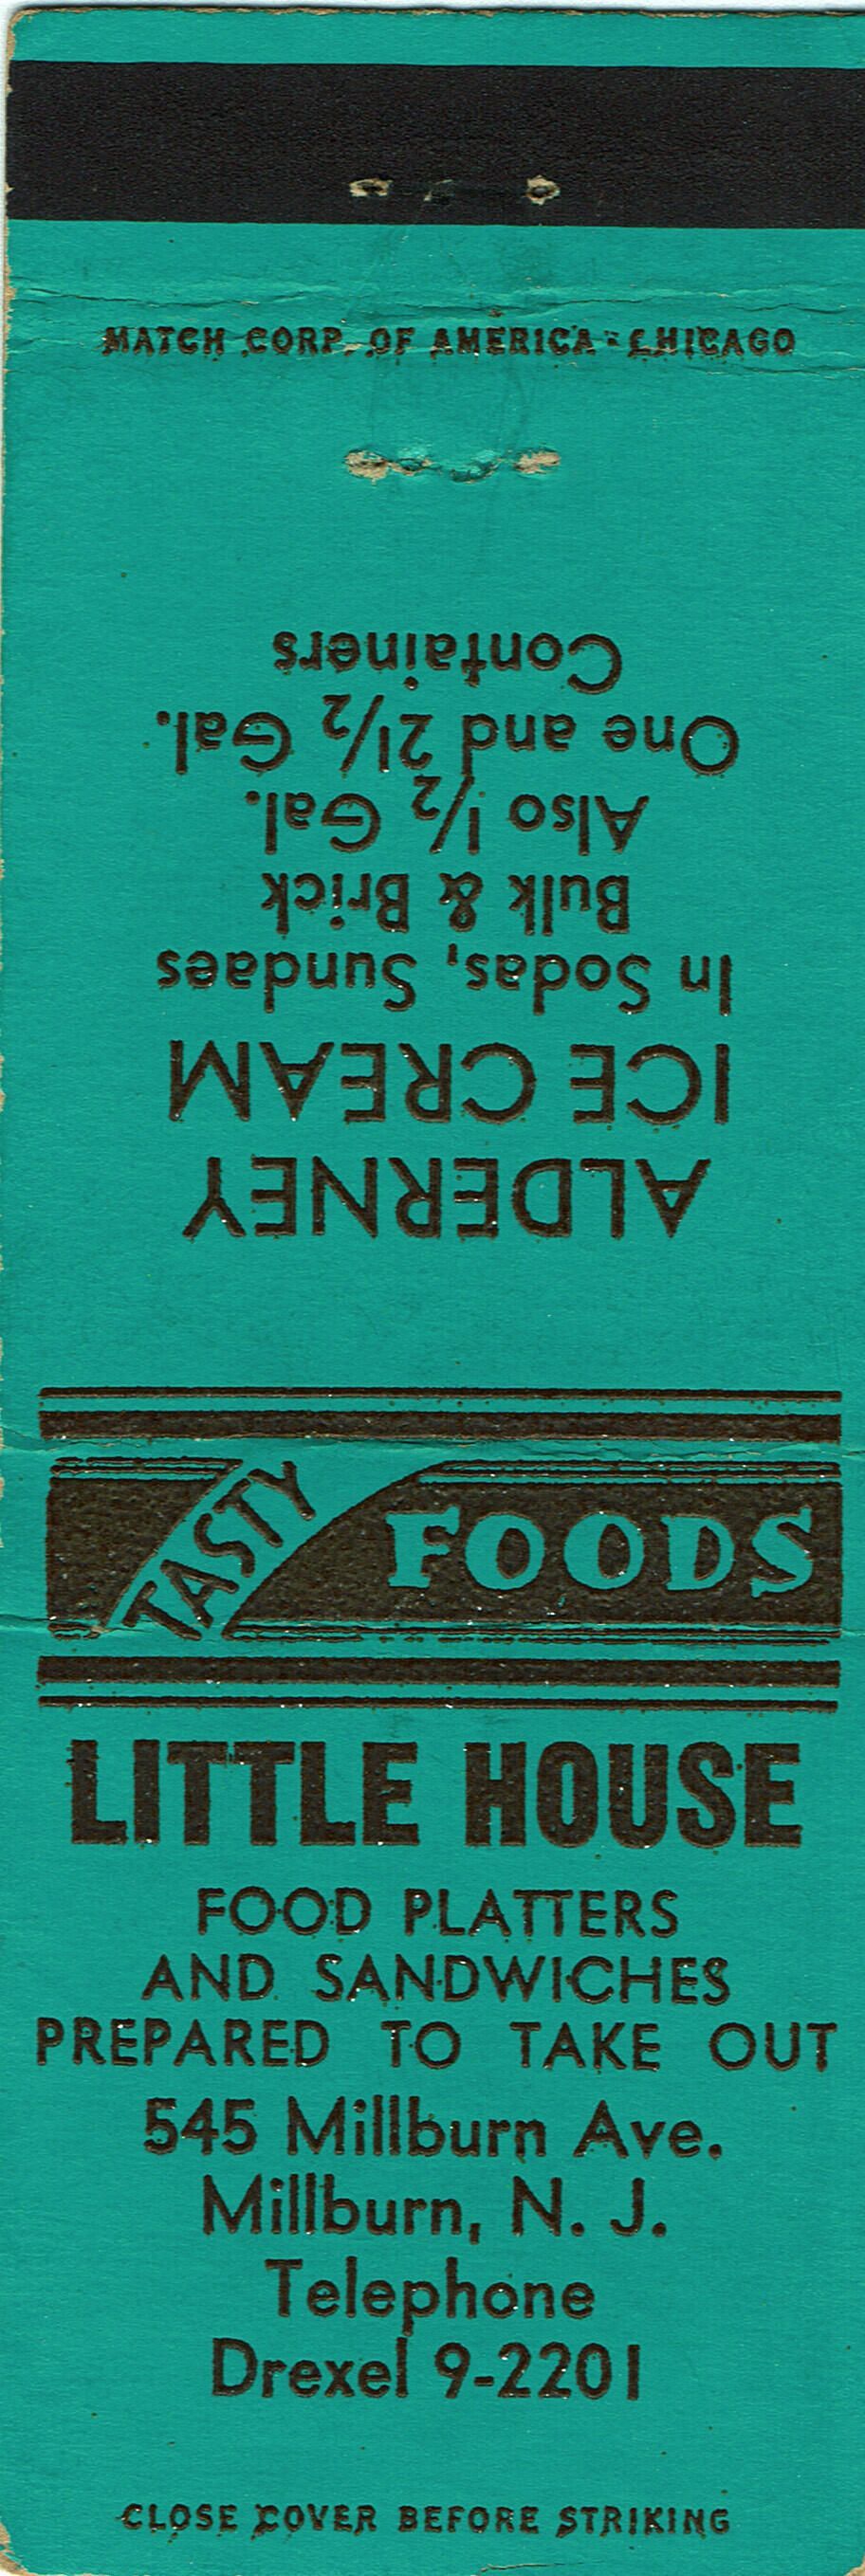 MATCH CORP. OF AMERICA - CHICAGO
ALDERNEY
ICE CREAM
In Sodas, Sundaes
Bulk & Brick
Also 1/2 Gal.
One and 2 1/2 Gal.
Containers
TASTY FOODS
LITTLE HOUSE
FOOD PLATTERS
AND SANDWICHES
PREPARED TO TAKE OUT
545 Millburn Ave.
Millburn, N. J.
Telephone
Drexel 9-2201
CLOSE COVER BEFORE STRIKING